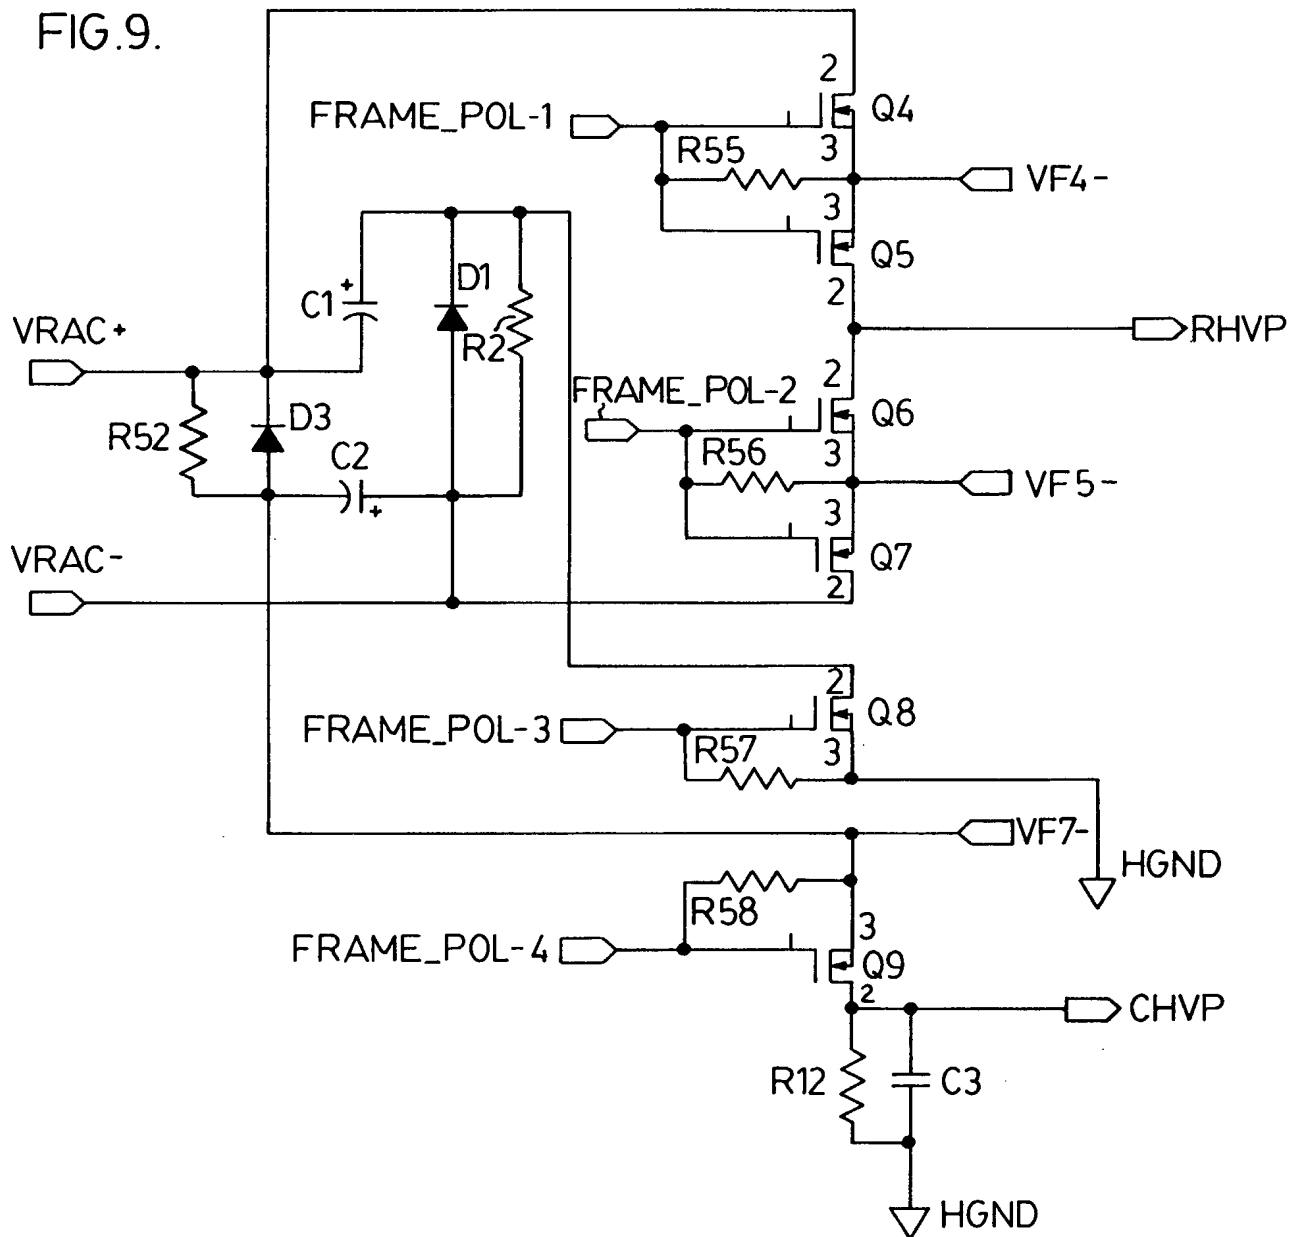 FIG.9.
2
Q4
FRAME_POL-1
3
R55
VF4-
3
Q5
2
D1
C1
+
R2
VRAC+
RHVP
2
FRAME_POL-2
Q6
D3
R52
C2
R56
3
+
VF5-
3
Q7
VRAC-
2
2
Q8
FRAME_POL-3
R57
3
VF7-
HGND
R58
3
FRAME_POL-4
Q9
2
CHVP
R12
C3
HGND